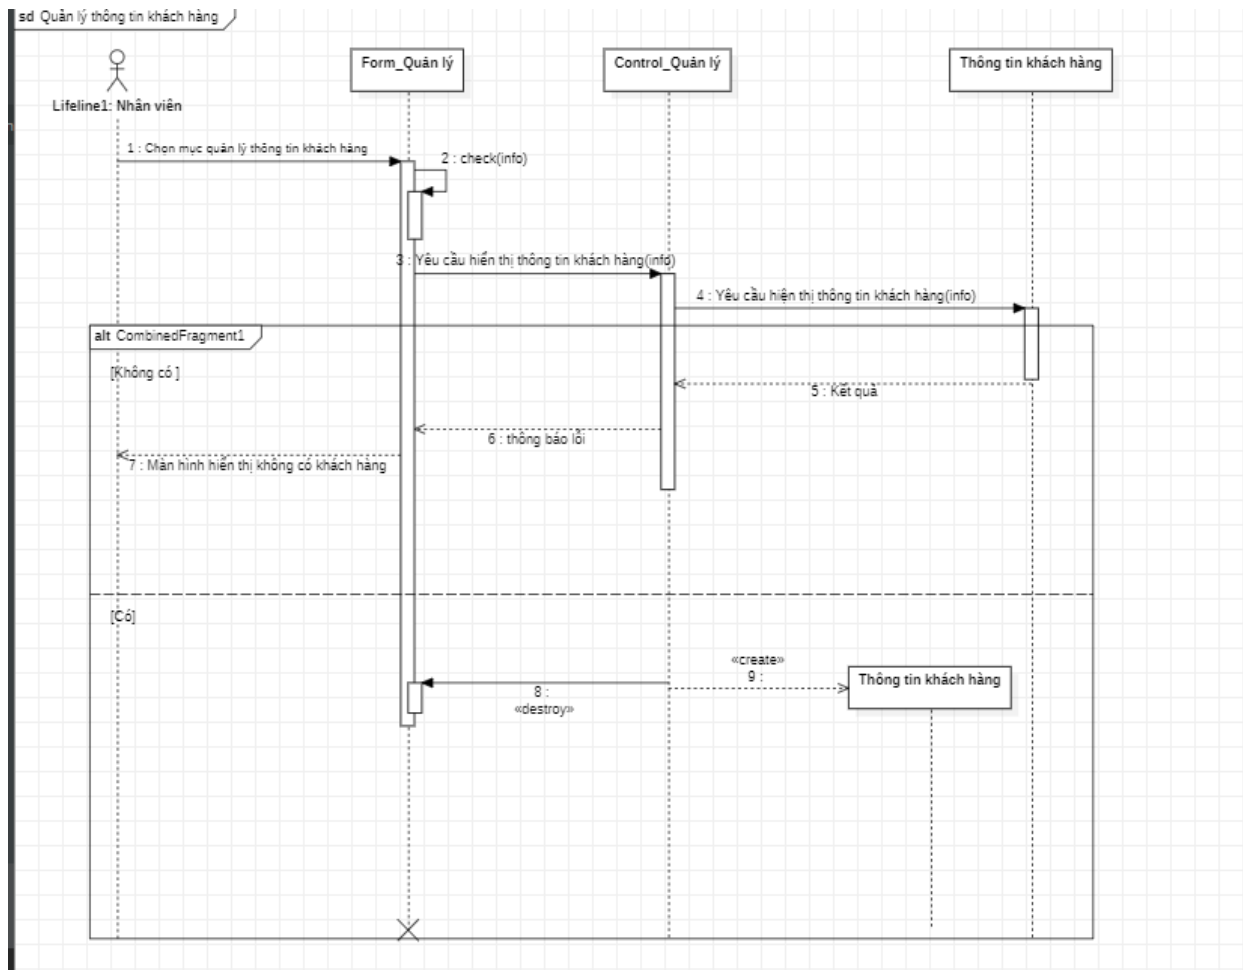 sd Quản lý thông tin khách hàng
Form_Quản lý
Control_Quản lý
Thông tin khách hàng
Lifeline1: Nhân viên
1 : Chọn mục quản lý thông tin khách hàng
2 : check(info)
3 : Yêu cầu hiển thị thông tin khách hàng(info)
4 : Yêu cầu hiện thị thông tin khách hàng(info)
alt CombinedFragment1
[Không có ]
5 : Kết quả
6 : thông báo lỗi
7 : Màn hình hiển thị không có khách hàng
[Có]
«create»
9 :
Thông tin khách hàng
8 :
«destroy»